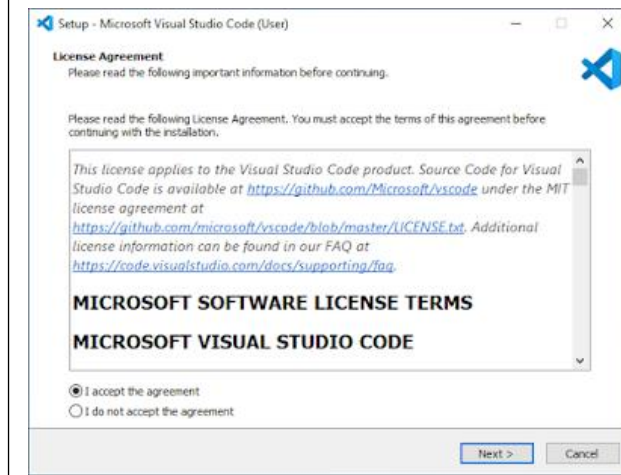 Setup - Microsoft Visual Studio Code (User)
License Agreement
Please read the following important information before continuing.
Please read the following License Agreement. You must accept the terms of this agreement before
continuing with the installation.
This license applies to the Visual Studio Code product. Source Code for Visual
Studio Code is available at https://github.com/Microsoft/vscode under the MIT
license agreement at
https://github.com/microsoft/vscode/blob/master/LICENSE.txt. Additional
license information can be found in our FAQ at
https://code.visualstudio.com/docs/supporting/faq.
MICROSOFT SOFTWARE LICENSE TERMS
MICROSOFT VISUAL STUDIO CODE
I accept the agreement
I do not accept the agreement
Next >
Cancel